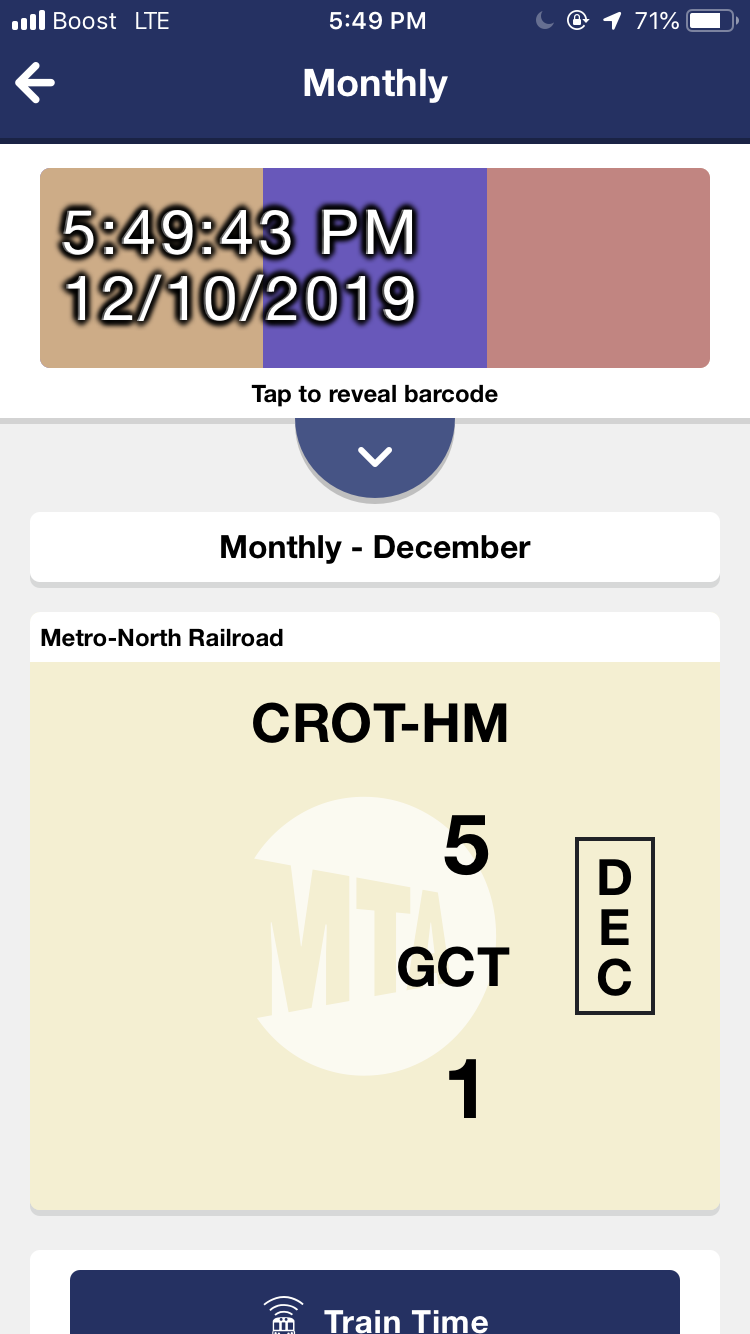 Boost LTE 5:49 PM 71%
Monthly
5:49:43 PM
12/10/2019
Tap to reveal barcode
Monthly - December
Metro-North Railroad
CROT-HM
5
MTA
GCT
1
D
E
C
Train Time